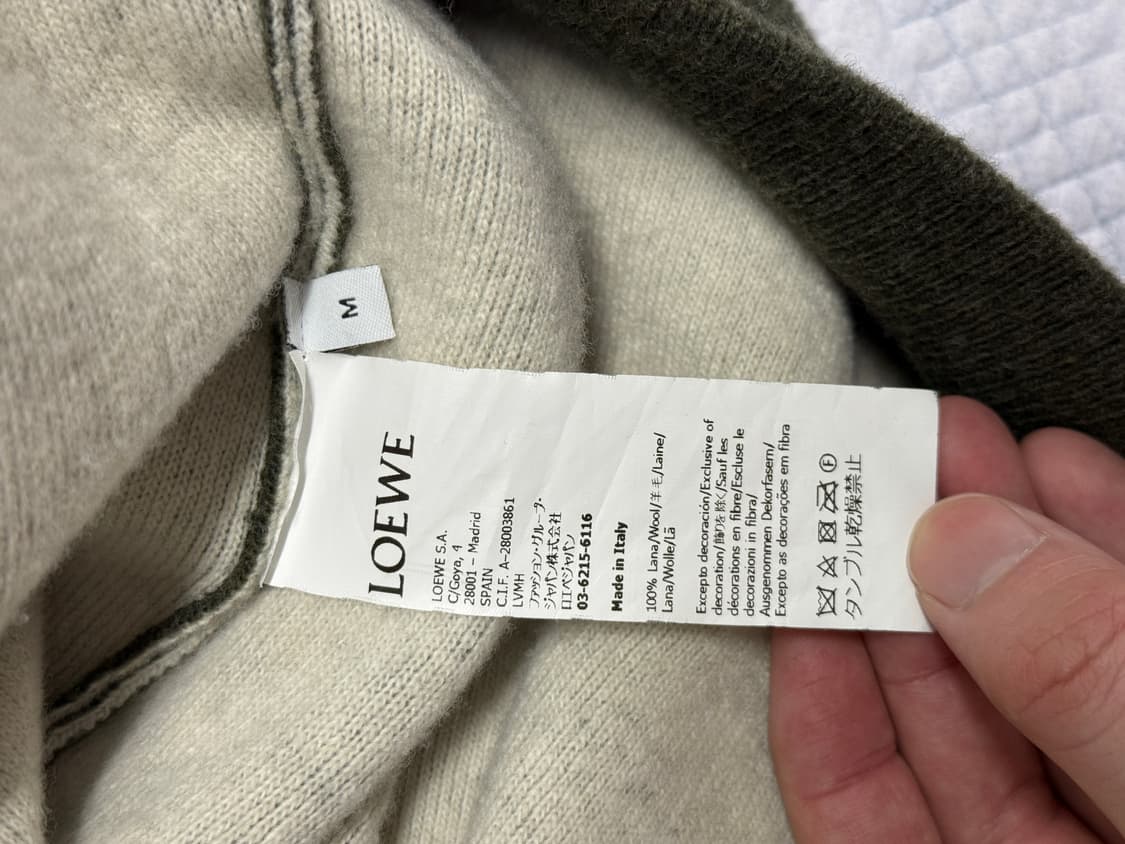 M
LOEWE
LOEWE S.A.
C/Goya, 4
28001 - Madrid
SPAIN
C.I.F. A-28003861
LVMH
ファッション・グループ・
ジャパン株式会社
ロエベジャパン
03-6215-6116
Made in Italy
100% Lana/Wool/羊毛/Laine/
Lana/Wolle/Lã
Excepto decoración/Exclusive of
decoration/飾りを除く/Sauf les
décorations en fibre/Escluse le
decorazioni in fibra/
Ausgenommen Dekorfasern/
Excepto as decorações em fibra
F
タンブル乾燥禁止